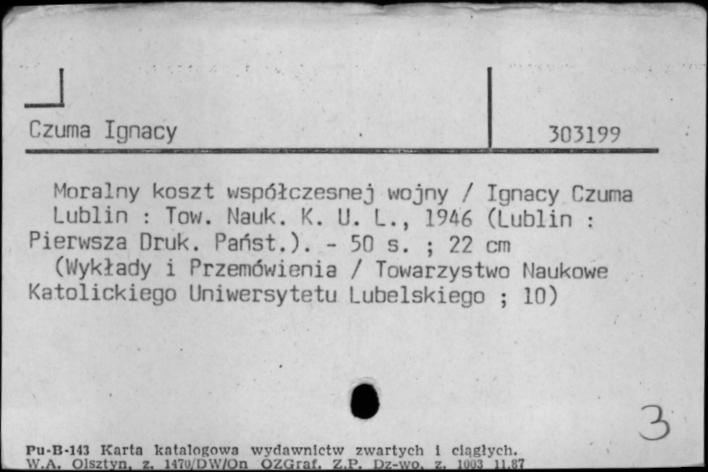 Czuma Ignacy
303199
Moralny koszt współczesnej wojny / Ignacy Czuma
Lublin : Tow. Nauk. K. U. L., 1946 (Lublin :
Pierwsza Druk. Państ.). - 50 s. ; 22 cm
(Wykłady i Przemówienia / Towarzystwo Naukowe
Katolickiego Uniwersytetu Lubelskiego ; 10)
3
Pu-B-143 Karta katalogowa wydawnictw zwartych i ciągłych.
W.A. Olsztyn, z. 1470/DW/On OZGraf. Z.P. Dz-wo, z. 1003 11.87